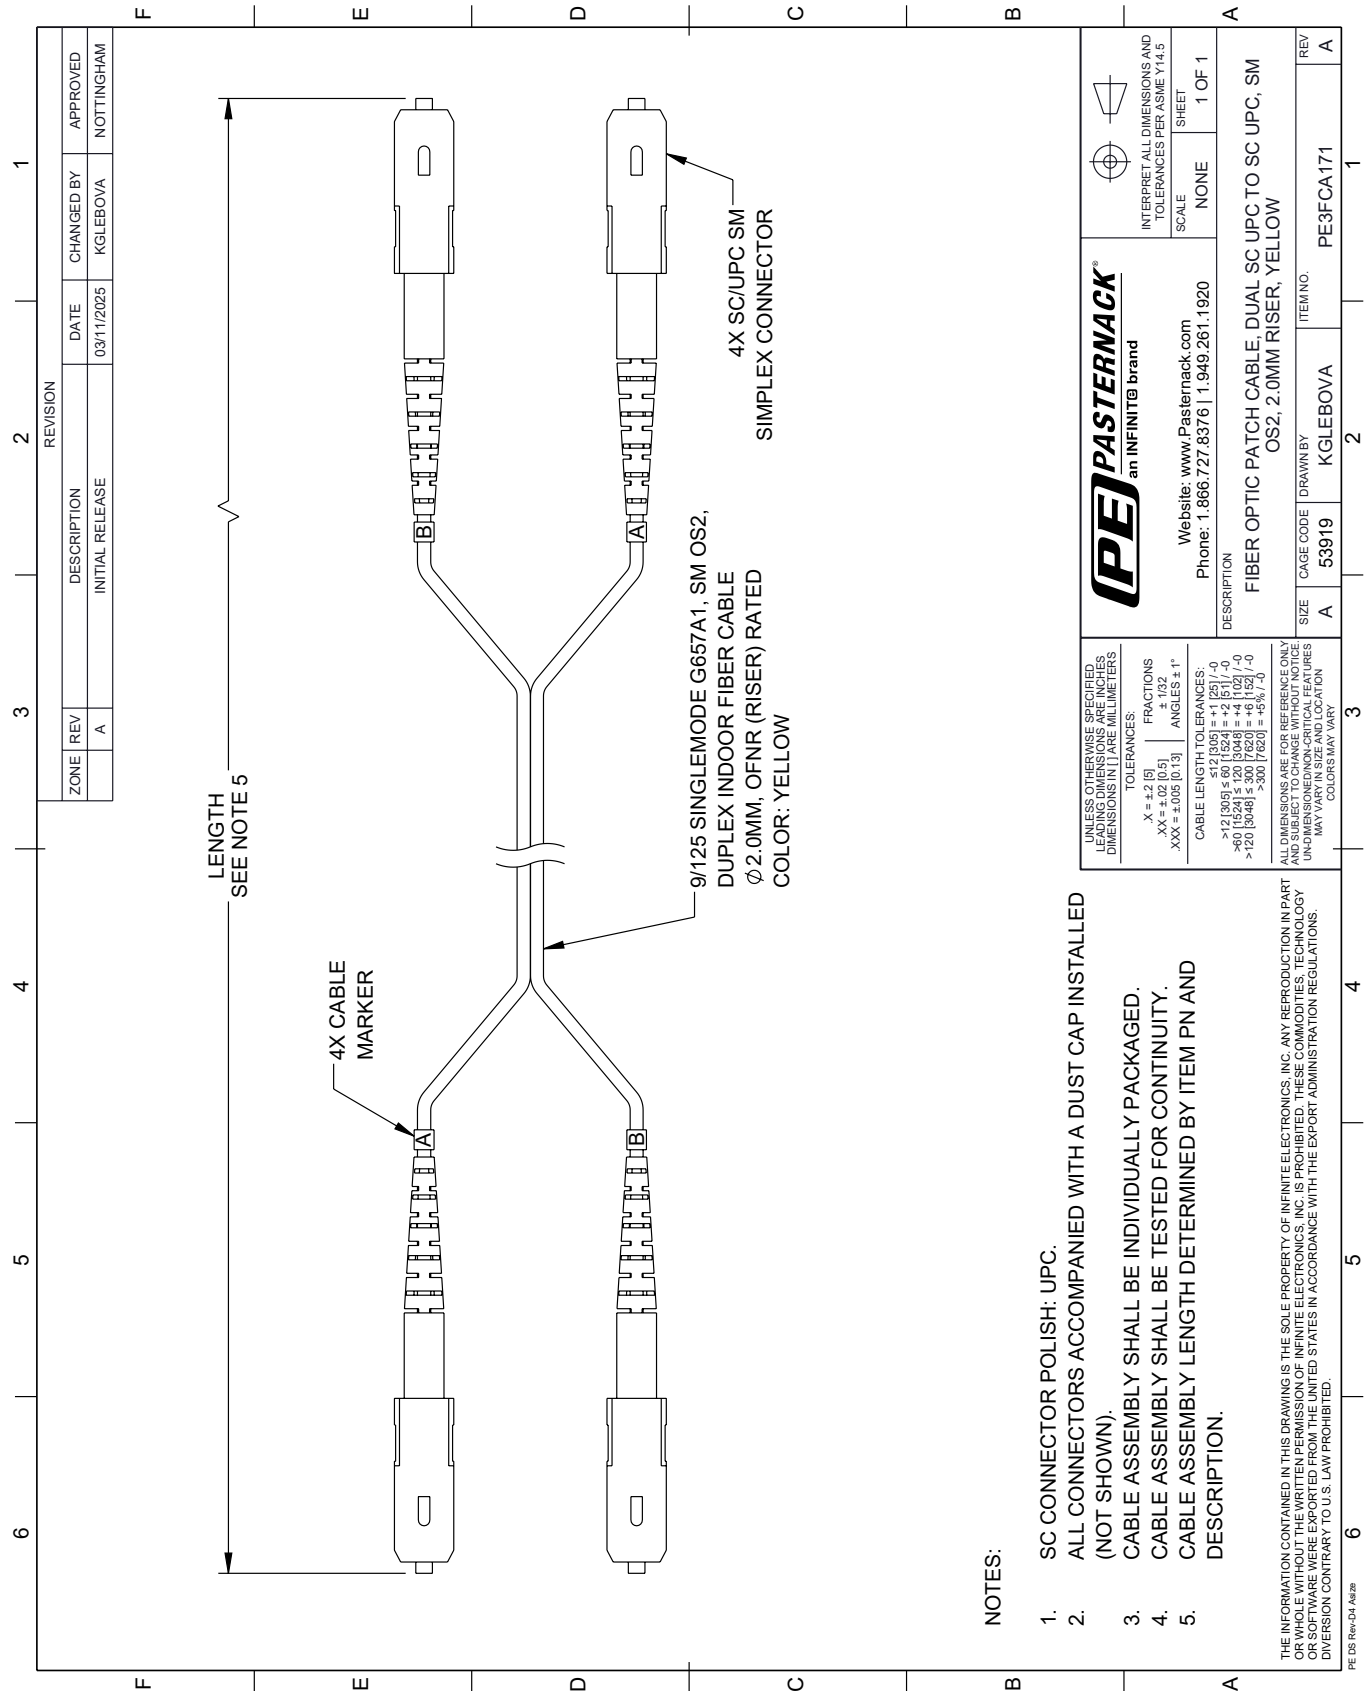 6
5
4
3
2
1
F
E
D
C
B
A
REVISION
ZONE REV DESCRIPTION DATE CHANGED BY APPROVED
A INITIAL RELEASE 03/11/2025 KGLEBOVA NOTTINGHAM
LENGTH
SEE NOTE 5
4X CABLE
MARKER
A
B
B
A
4X SC/UPC SM
SIMPLEX CONNECTOR
9/125 SINGLEMODE G657A1, SM OS2,
DUPLEX INDOOR FIBER CABLE
∅2.0MM, OFNR (RISER) RATED
COLOR: YELLOW
NOTES:
1. SC CONNECTOR POLISH: UPC.
2. ALL CONNECTORS ACCOMPANIED WITH A DUST CAP INSTALLED
(NOT SHOWN).
3. CABLE ASSEMBLY SHALL BE INDIVIDUALLY PACKAGED.
4. CABLE ASSEMBLY SHALL BE TESTED FOR CONTINUITY.
5. CABLE ASSEMBLY LENGTH DETERMINED BY ITEM PN AND
DESCRIPTION.
THE INFORMATION CONTAINED IN THIS DRAWING IS THE SOLE PROPERTY OF INFINITE ELECTRONICS, INC. ANY REPRODUCTION IN PART
OR WHOLE WITHOUT THE WRITTEN PERMISSION OF INFINITE ELECTRONICS, INC. IS PROHIBITED. THESE COMMODITIES, TECHNOLOGY
OR SOFTWARE WERE EXPORTED FROM THE UNITED STATES IN ACCORDANCE WITH THE EXPORT ADMINISTRATION REGULATIONS.
DIVERSION CONTRARY TO U.S. LAW PROHIBITED.
UNLESS OTHERWISE SPECIFIED
LEADING DIMENSIONS ARE INCHES
DIMENSIONS IN [ ] ARE MILLIMETERS
TOLERANCES:
.X = ±.2 [5]
.XX = ±.02 [0.5]
.XXX = ±.005 [0.13]
FRACTIONS
± 1/32
ANGLES ± 1°
CABLE LENGTH TOLERANCES:
≤12 [305] = +1 [25] / -0
>12 [305] ≤ 60 [1524] = +2 [51] / -0
>60 [1524] ≤ 120 [3048] = +4 [102] / -0
>120 [3048] ≤ 300 [7620] = +6 [152] / -0
>300 [7620] = +5% / -0
ALL DIMENSIONS ARE FOR REFERENCE ONLY
AND SUBJECT TO CHANGE WITHOUT NOTICE.
UN-DIMENSIONED/NON-CRITICAL FEATURES
MAY VARY IN SIZE AND LOCATION
COLORS MAY VARY
PE PASTERNACK®
an INFINIT@ brand
Website: www.Pasternack.com
Phone: 1.866.727.8376 | 1.949.261.1920
INTERPRET ALL DIMENSIONS AND
TOLERANCES PER ASME Y14.5
SCALE
NONE
SHEET
1 OF 1
DESCRIPTION
FIBER OPTIC PATCH CABLE, DUAL SC UPC TO SC UPC, SM
OS2, 2.0MM RISER, YELLOW
SIZE
A
CAGE CODE
53919
DRAWN BY
KGLEBOVA
ITEM NO.
PE3FCA171
REV
A
F
E
D
C
B
A
6
5
4
3
2
1
PE DS Rev-D4 Asize